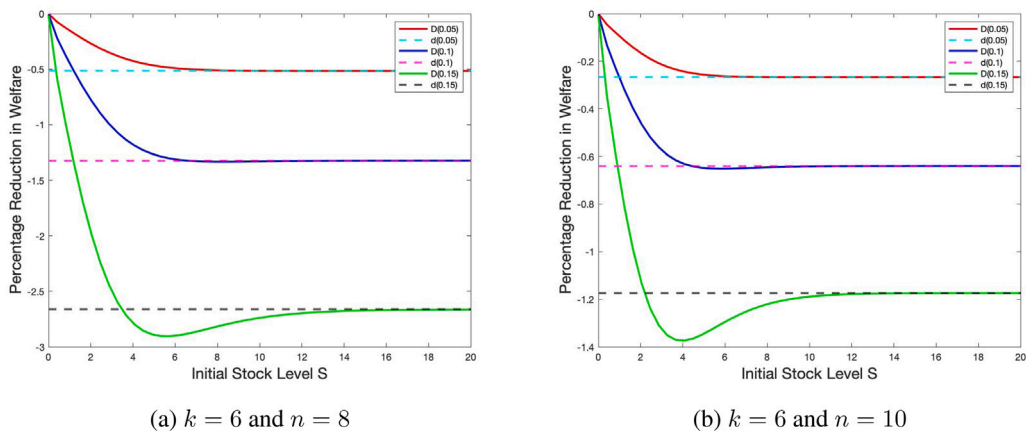 0
-0.5
-1
-1.5
-2
-2.5
-3
Percentage Reduction in Welfare
0 2 4 6 8 10 12 14 16 18 20
Initial Stock Level S
D(0.05)
d(0.05)
D(0.1)
d(0.1)
D(0.15)
d(0.15)
(a) k = 6 and n = 8
0
-0.2
-0.4
-0.6
-0.8
-1
-1.2
-1.4
Percentage Reduction in Welfare
0 2 4 6 8 10 12 14 16 18 20
Initial Stock Level S
D(0.05)
d(0.05)
D(0.1)
d(0.1)
D(0.15)
d(0.15)
(b) k = 6 and n = 10